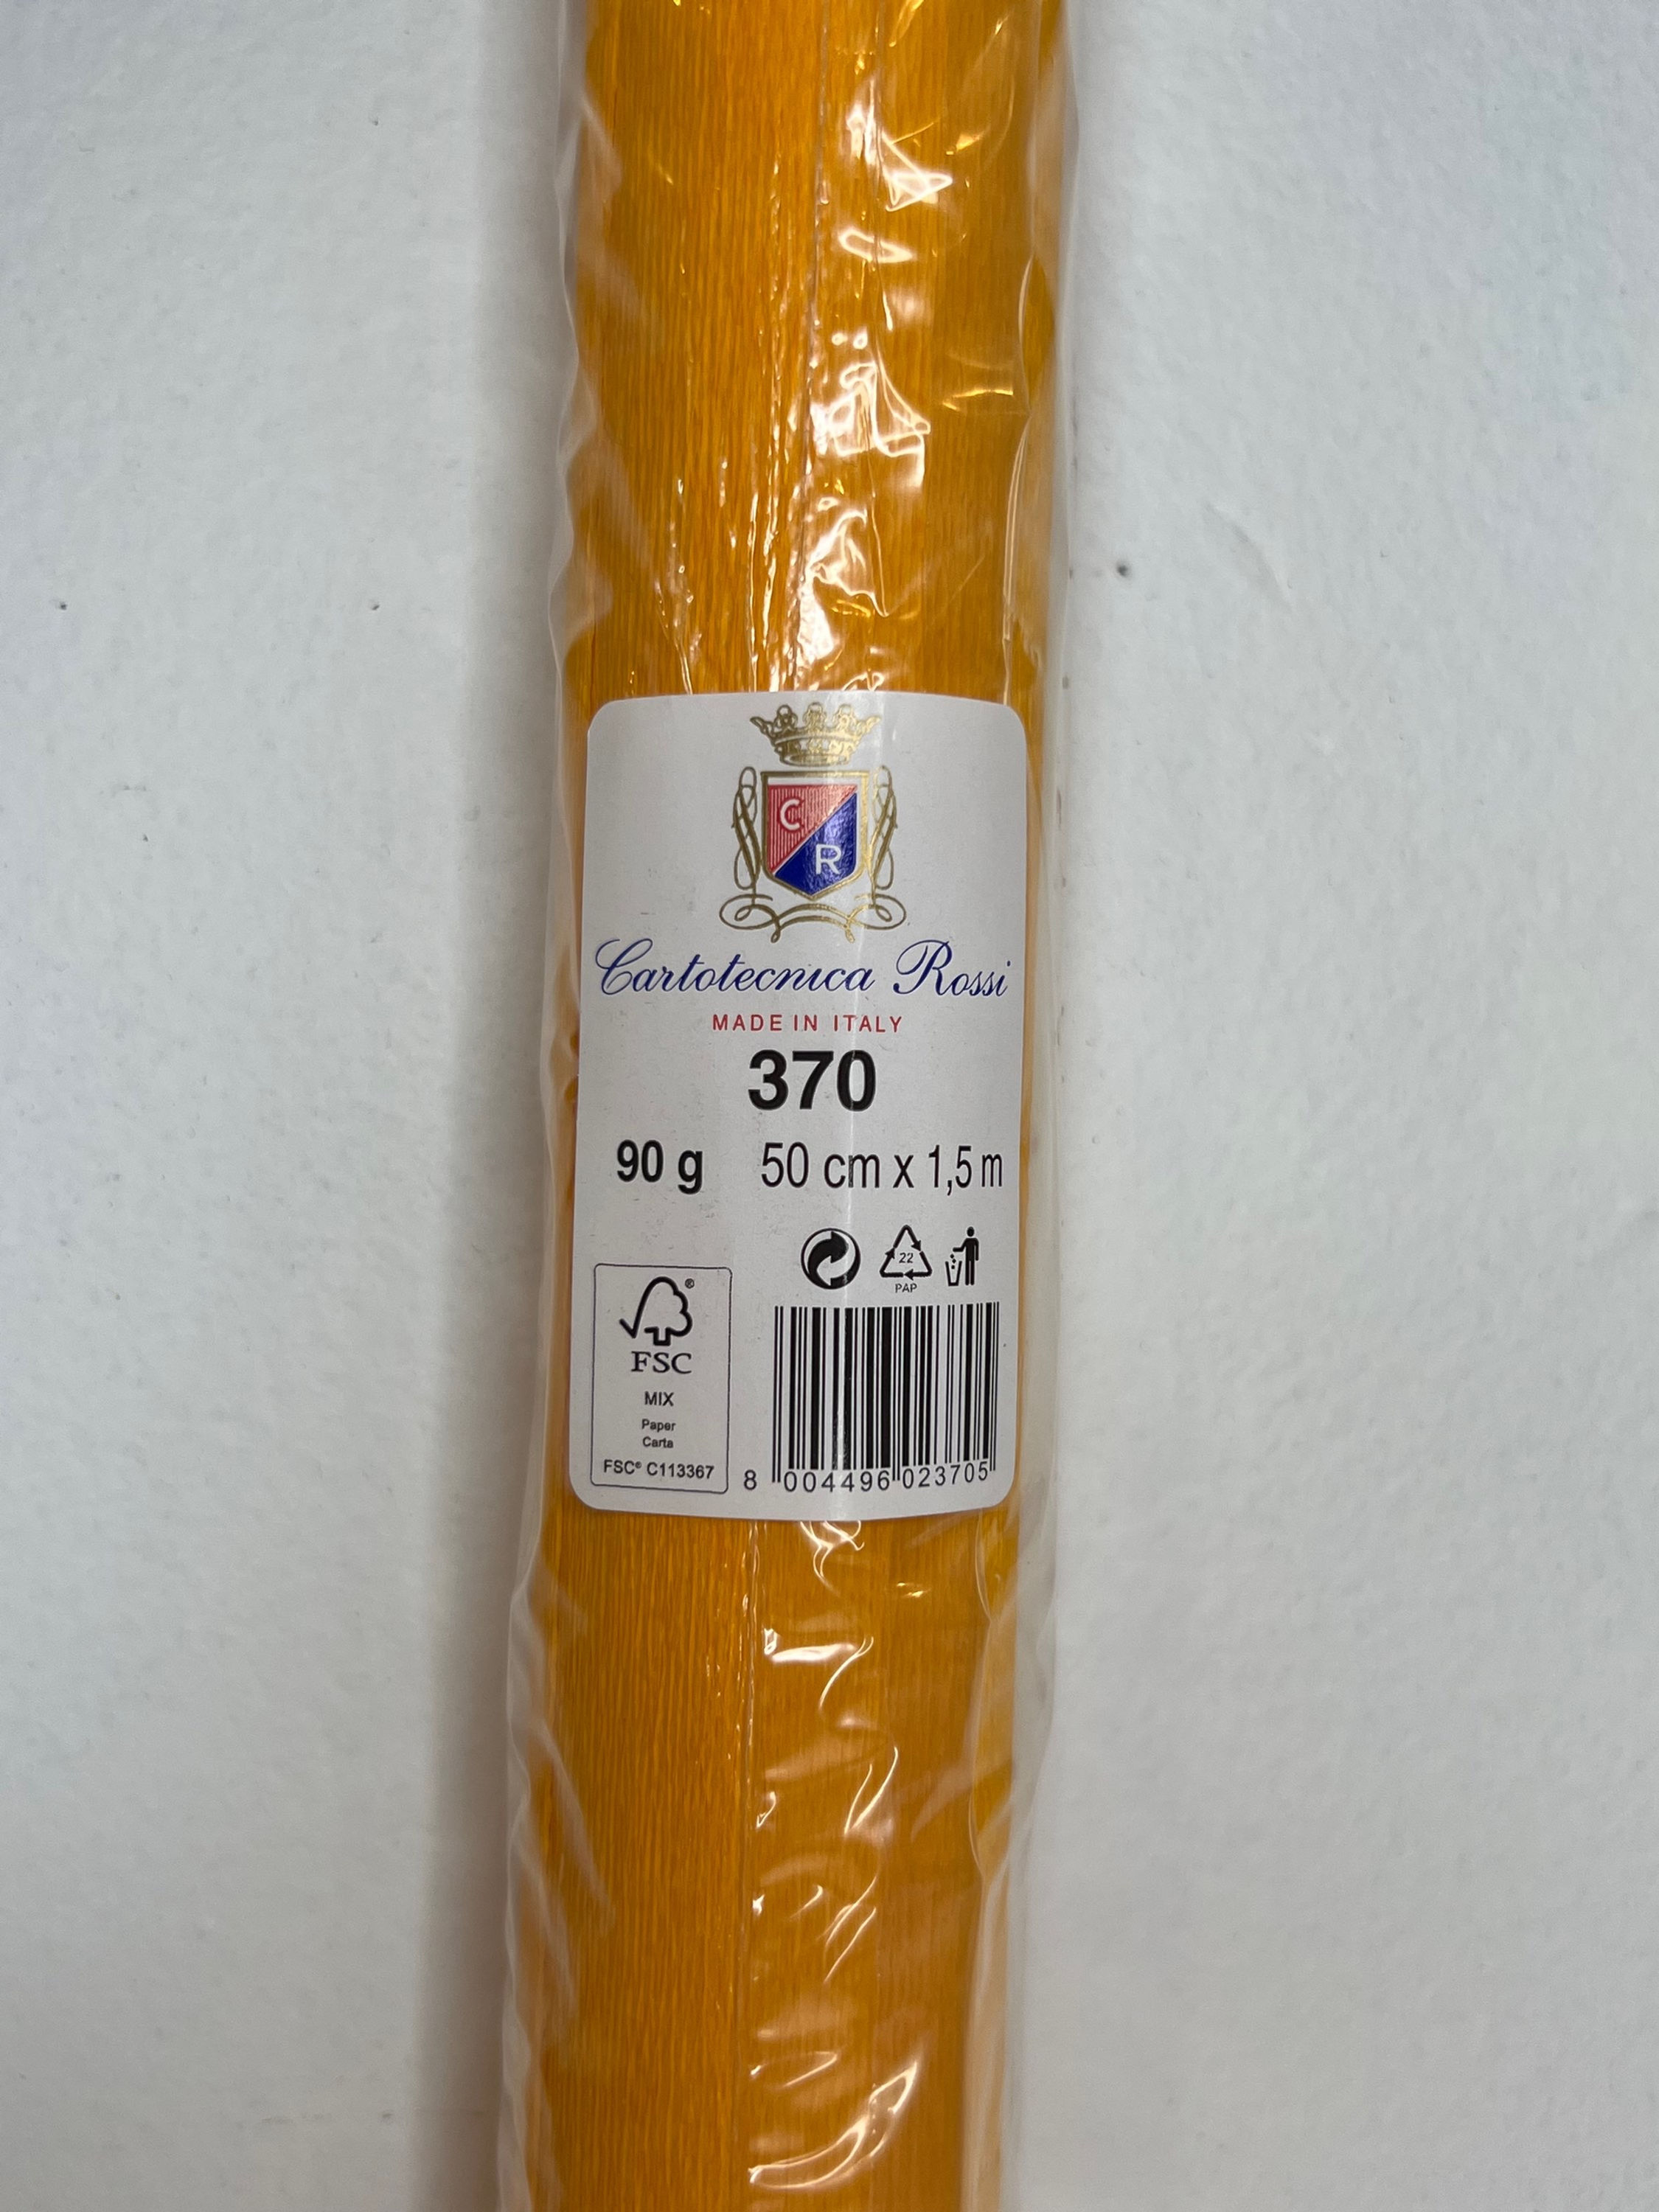 C
R
Cartotecnica Rossi
MADE IN ITALY
370
90 g 50 cm x 1,5 m
22
PAP
®
FSC
MIX
Paper
Carta
FSC® C113367
8 004496 023705